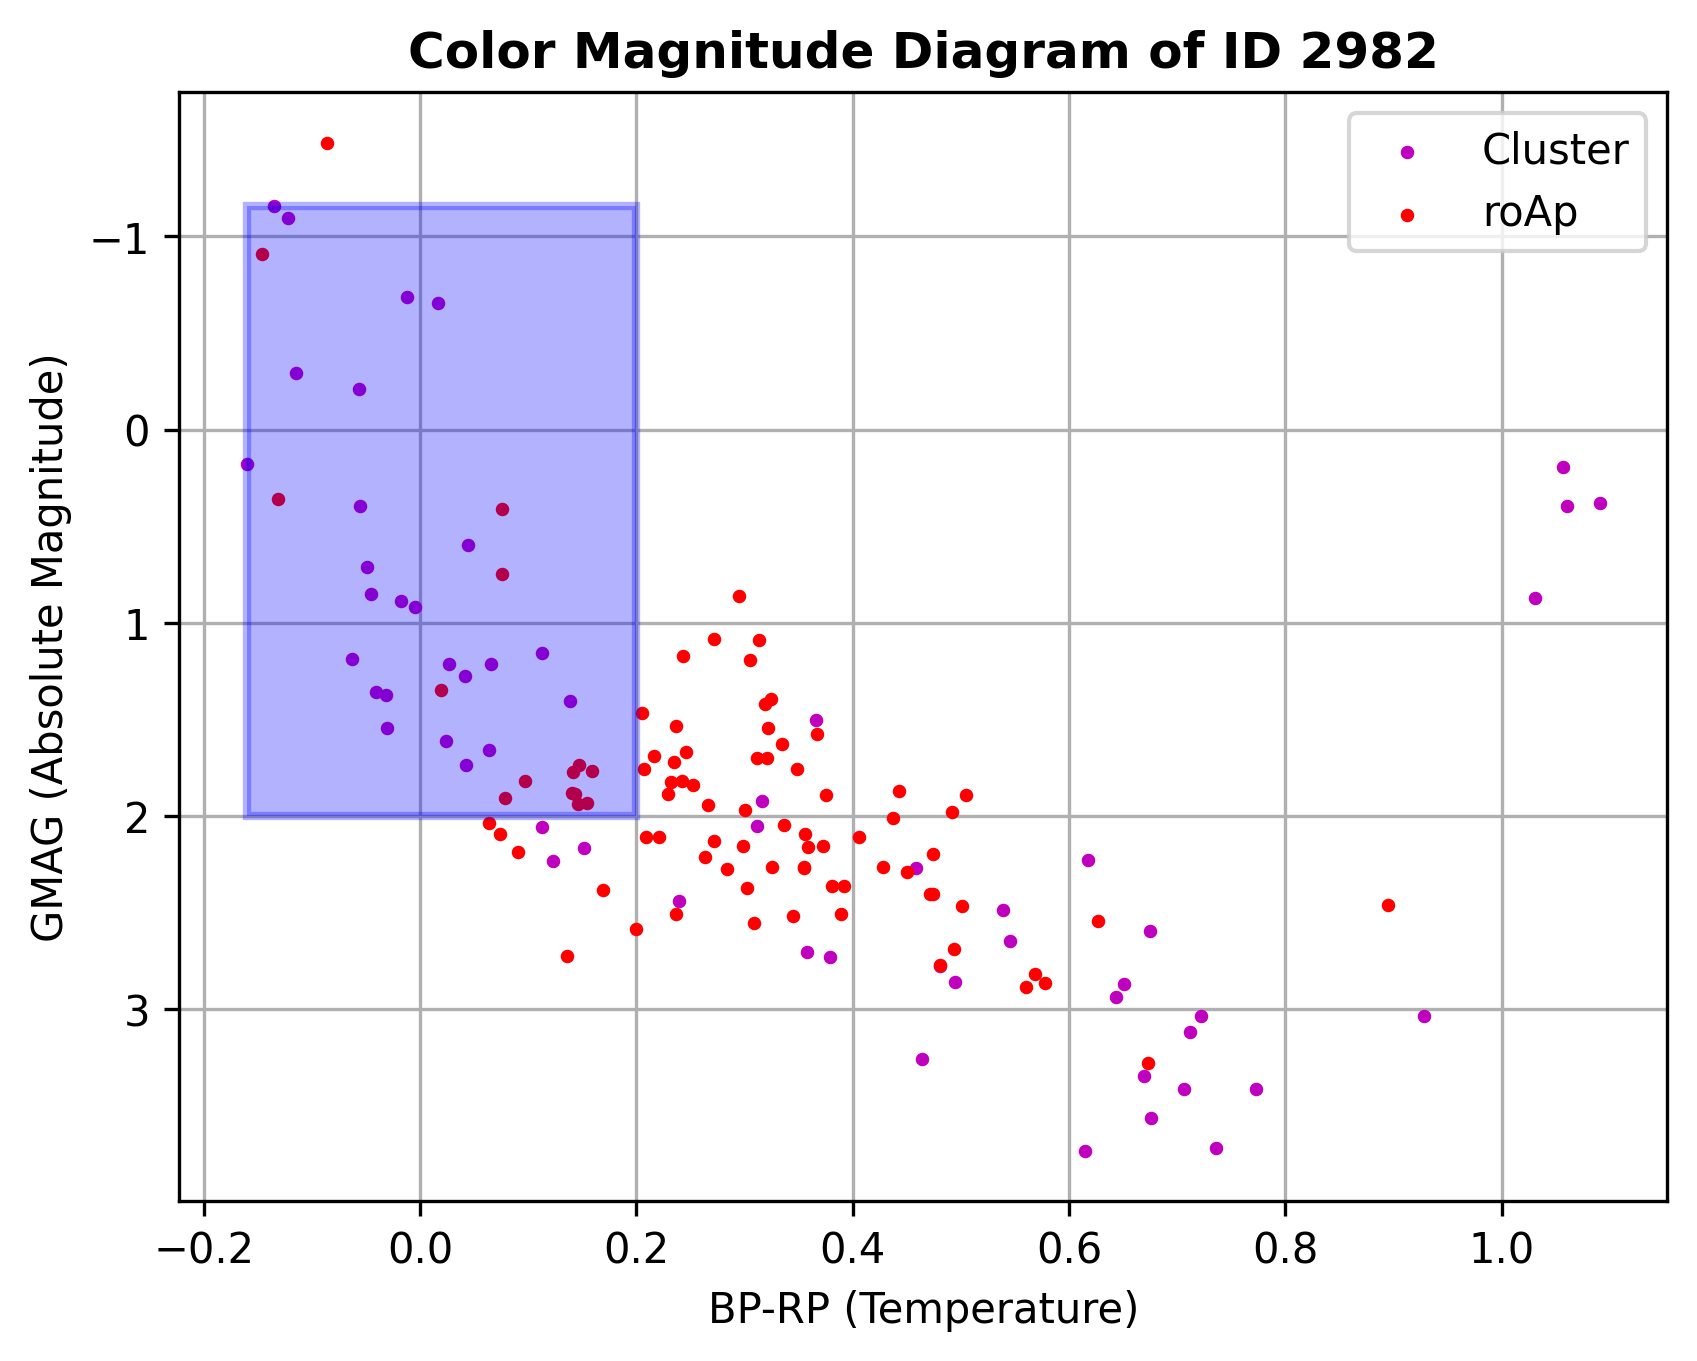 Color Magnitude Diagram of ID 2982
Cluster
roAp
GMAG (Absolute Magnitude)
−1
0
1
2
3
−0.2 0.0 0.2 0.4 0.6 0.8 1.0
BP-RP (Temperature)